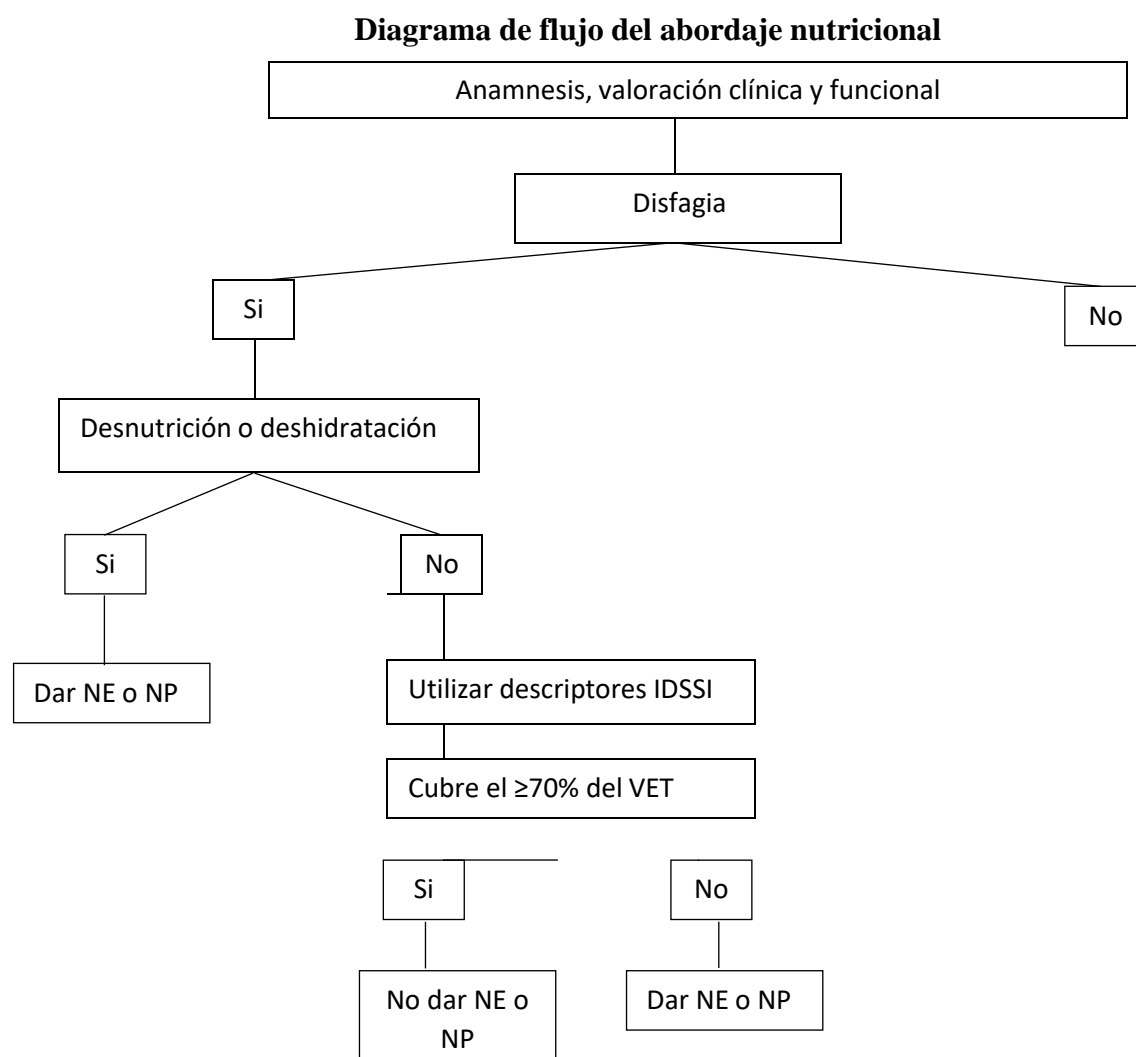 Diagrama de flujo del abordaje nutricional
Anamnesis, valoración clínica y funcional
Disfagia
Si
No
Desnutrición o deshidratación
Si
No
Dar NE o NP
Utilizar descriptores IDSSI
Cubre el ≥70% del VET
Si
No
No dar NE o
NP
Dar NE o NP